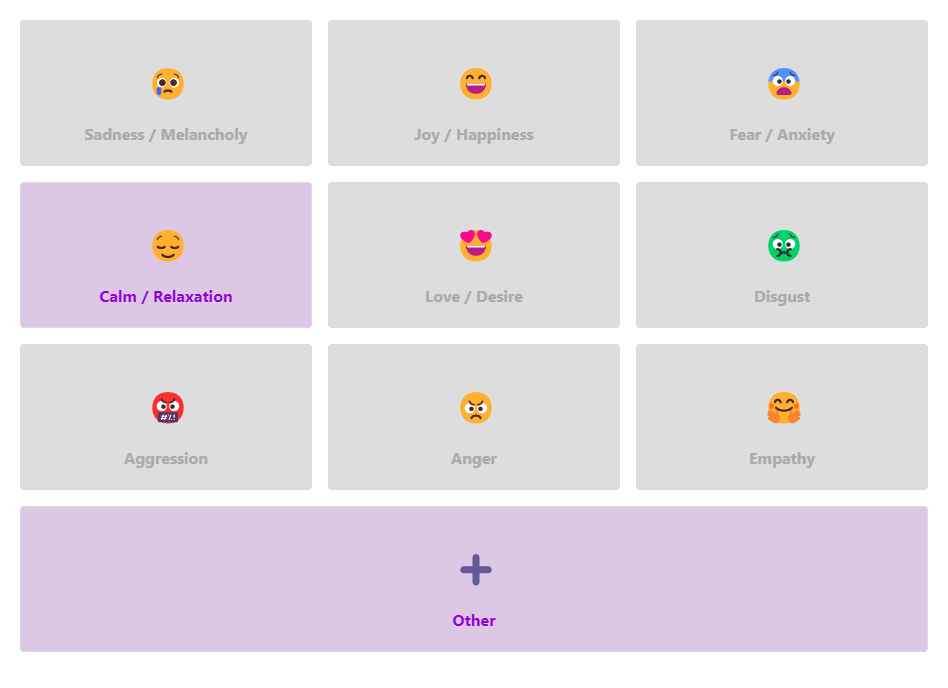 Sadness / Melancholy
Joy / Happiness
Fear / Anxiety
Calm / Relaxation
Love / Desire
Disgust
#/!
Aggression
Anger
Empathy
Other